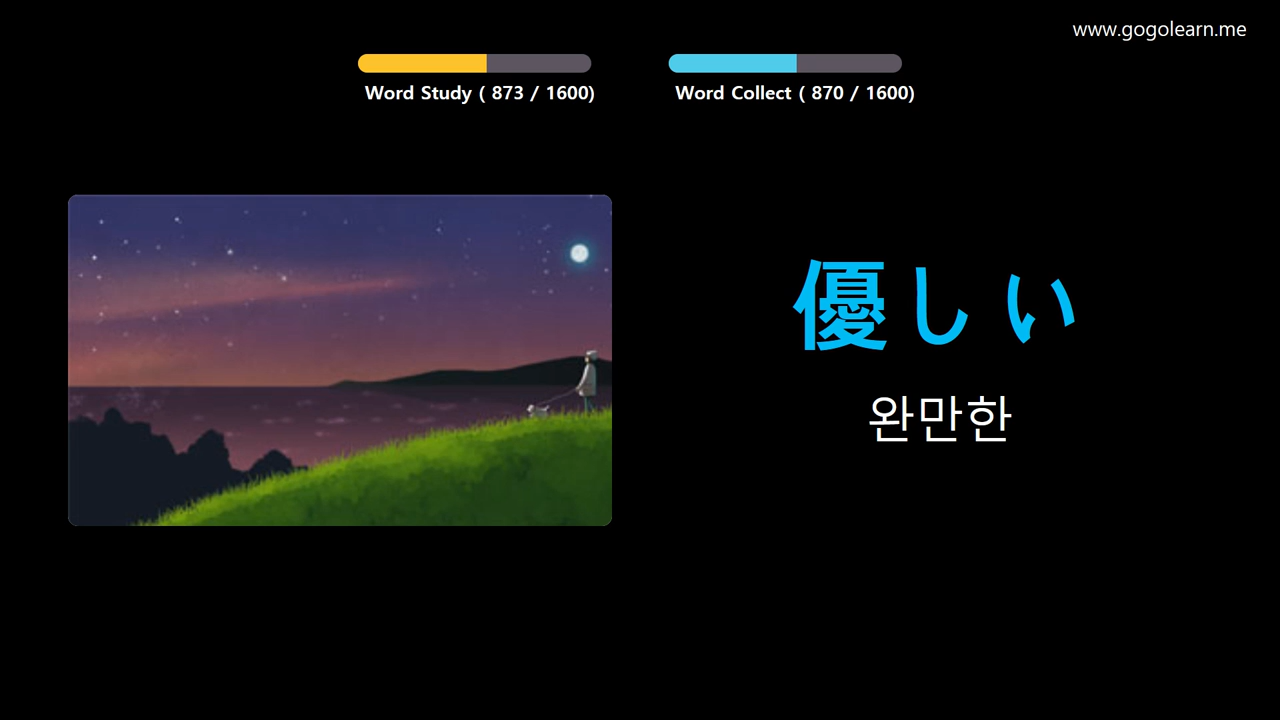 www.gogolearn.me
Word Study ( 873 / 1600)
Word Collect ( 870 / 1600)
優しい
완만한